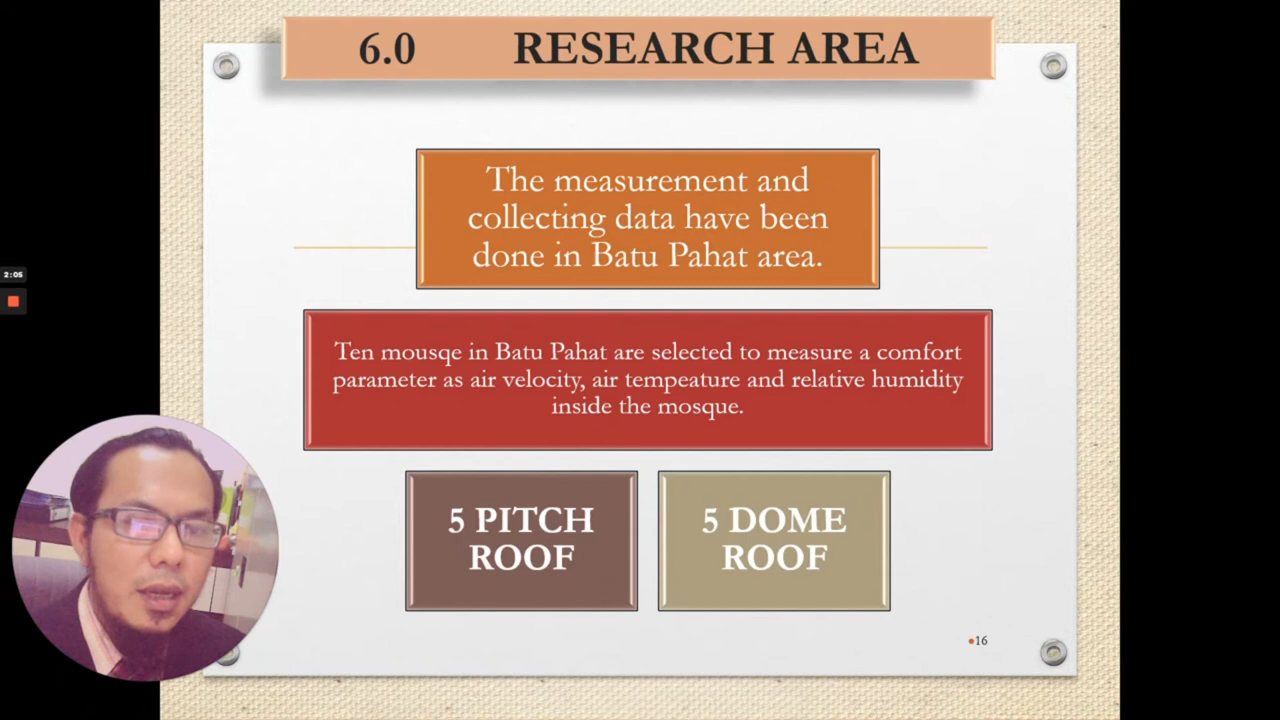 6.0 RESEARCH AREA
The measurement and
collecting data have been
done in Batu Pahat area.
2:05
Ten mousqe in Batu Pahat are selected to measure a comfort
parameter as air velocity, air tempeature and relative humidity
inside the mosque.
5 PITCH
ROOF
5 DOME
ROOF
16